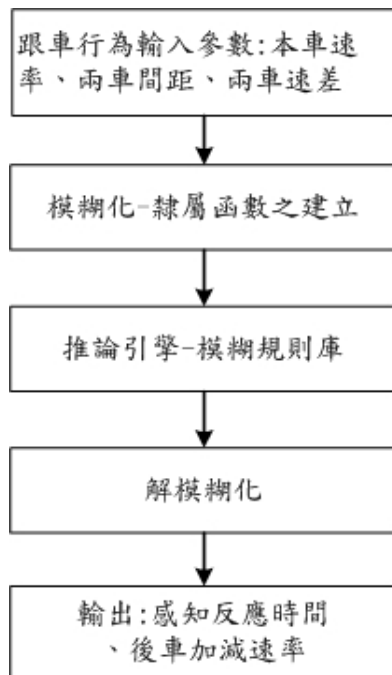 跟車行為輸入參數:本車速
率、兩車間距、兩車速差
模糊化-隸屬函數之建立
推論引擎-模糊規則庫
解模糊化
輸出:感知反應時間
、後車加減速率